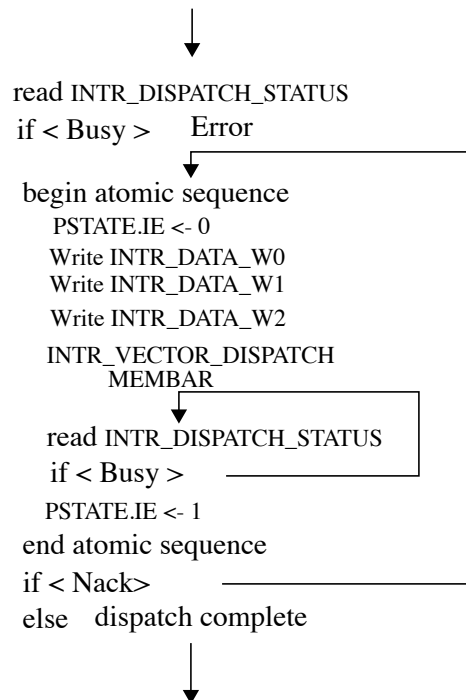 read INTR_DISPATCH_STATUS
if < Busy > Error
begin atomic sequence
PSTATE.IE <- 0
Write INTR_DATA_W0
Write INTR_DATA_W1
Write INTR_DATA_W2
INTR_VECTOR_DISPATCH
MEMBAR
read INTR_DISPATCH_STATUS
if < Busy >
PSTATE.IE <- 1
end atomic sequence
if < Nack>
else dispatch complete